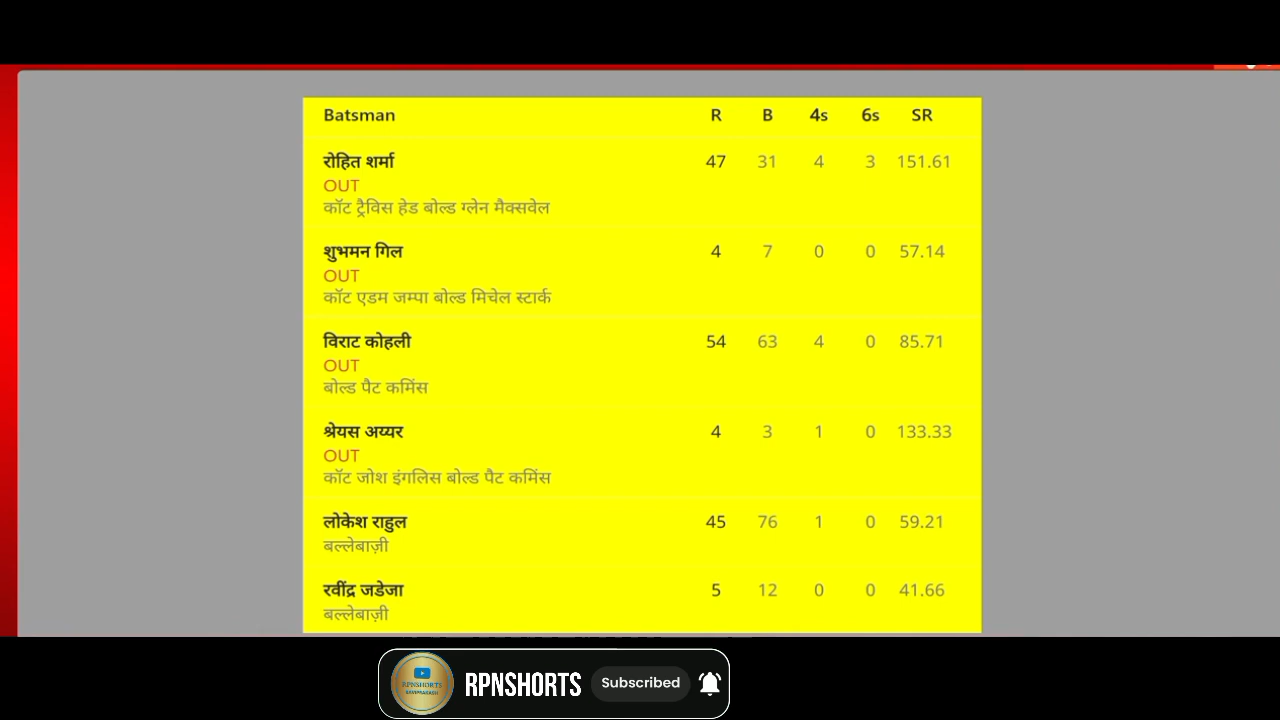 Batsman R B 4s 6s SR
रोहित शर्मा 47 31 4 3 151.61
OUT
कॉट ट्रैविस हेड बोल्ड ग्लेन मैक्सवेल
शुभमन गिल 4 7 0 0 57.14
OUT
कॉट एडम जम्पा बोल्ड मिचेल स्टार्क
विराट कोहली 54 63 4 0 85.71
OUT
बोल्ड पैट कमिंस
श्रेयस अय्यर 4 3 1 0 133.33
OUT
कॉट जोश इंगलिस बोल्ड पैट कमिंस
लोकेश राहुल 45 76 1 0 59.21
बल्लेबाज़ी
रवींद्र जडेजा 5 12 0 0 41.66
बल्लेबाज़ी
RPNSHORTS
RPNSHORTS Subscribed